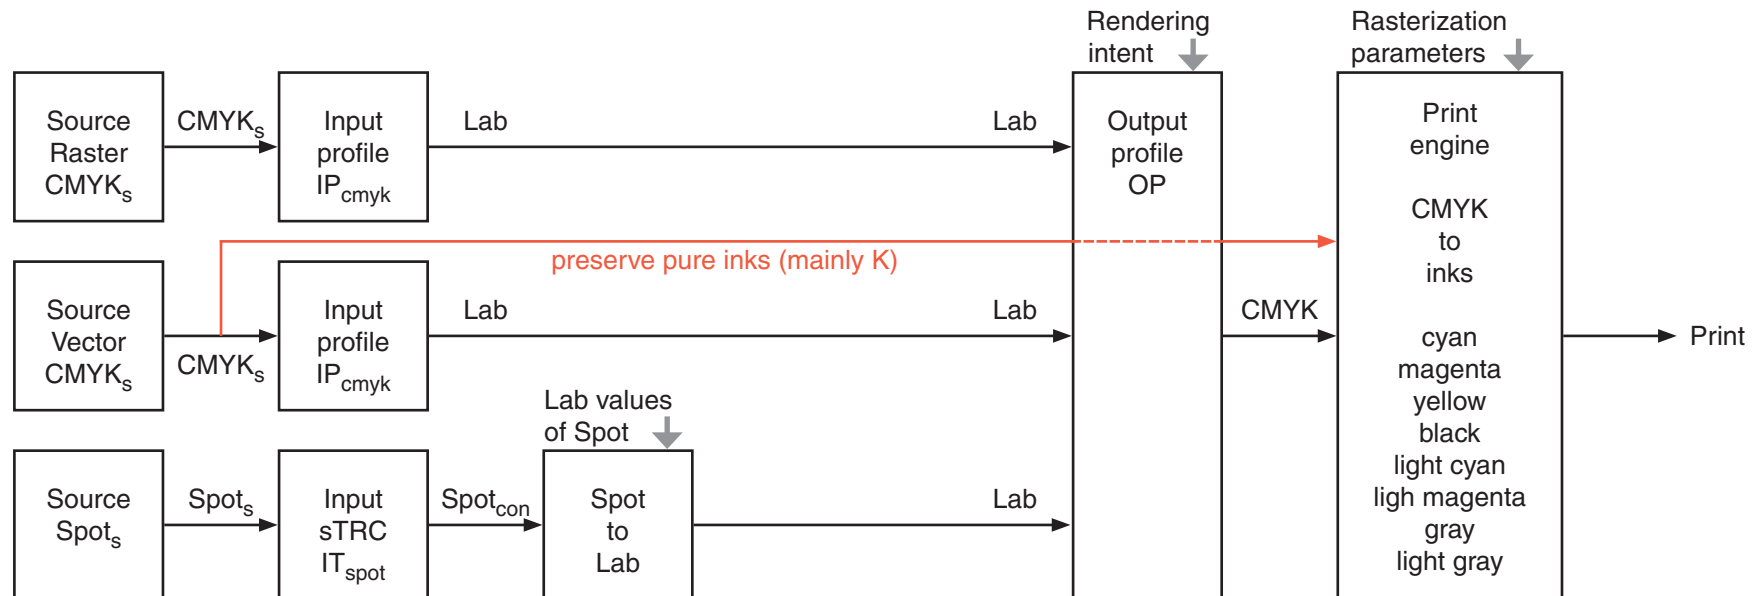 Rendering
intent
Rasterization
parameters
Source
Raster
CMYKs
CMYKs
Input
profile
IPcmyk
Lab
Lab
Output
profile
OP
Print
engine
CMYK
to
inks
cyan
magenta
yellow
black
light cyan
ligh magenta
gray
light gray
preserve pure inks (mainly K)
Source
Vector
CMYKs
CMYKs
Input
profile
IPcmyk
Lab
Lab
CMYK
Print
Lab values
of Spot
Source
Spots
Spots
Input
sTRC
ITspot
Spotcon
Spot
to
Lab
Lab